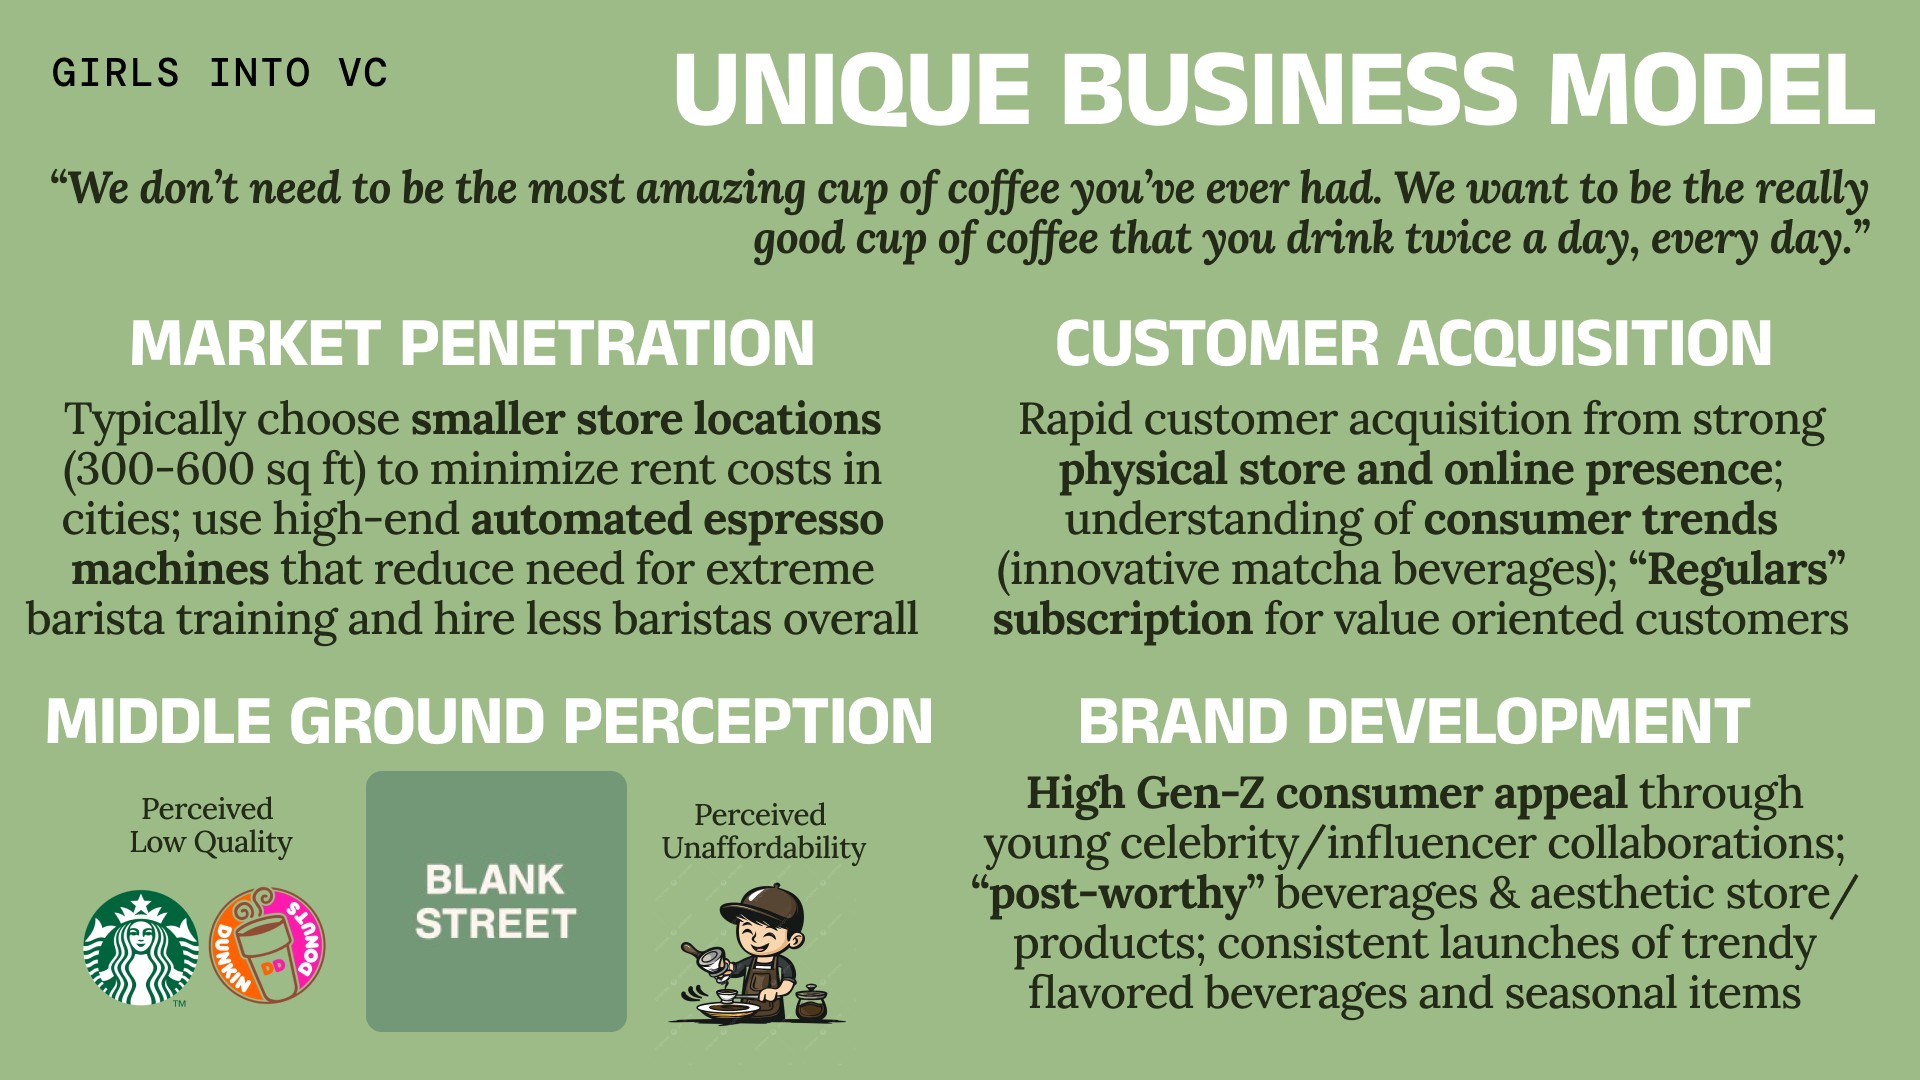 GIRLS INTO VC
UNIQUE BUSINESS MODEL
“We don’t need to be the most amazing cup of coffee you’ve ever had. We want to be the really
good cup of coffee that you drink twice a day, every day.”
MARKET PENETRATION
Typically choose smaller store locations
(300-600 sq ft) to minimize rent costs in
cities; use high-end automated espresso
machines that reduce need for extreme
barista training and hire less baristas overall
CUSTOMER ACQUISITION
Rapid customer acquisition from strong
physical store and online presence;
understanding of consumer trends
(innovative matcha beverages); “Regulars”
subscription for value oriented customers
MIDDLE GROUND PERCEPTION
Perceived
Low Quality
TM
DUNKIN
DONUTS
DD
BLANK
STREET
Perceived
Unaffordability
BRAND DEVELOPMENT
High Gen-Z consumer appeal through
young celebrity/influencer collaborations;
“post-worthy” beverages & aesthetic store/
products; consistent launches of trendy
flavored beverages and seasonal items